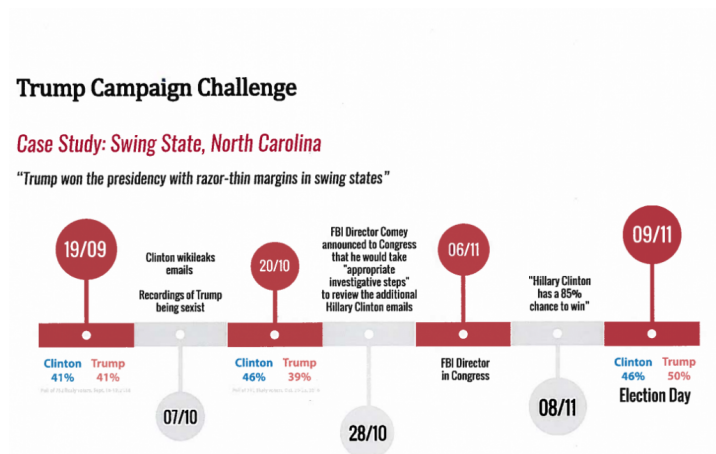 Trump Campaign Challenge
Case Study: Swing State, North Carolina
“Trump won the presidency with razor-thin margins in swing states”
19/09
Clinton Trump
41% 41%
Clinton wikileaks
emails
Recordings of Trump
being sexist
07/10
20/10
Clinton Trump
46% 39%
FBI Director Comey
announced to Congress
that he would take
"appropriate
investigative steps"
to review the additional
Hillary Clinton emails
28/10
06/11
FBI Director
in Congress
"Hillary Clinton
has a 85%
chance to win”
08/11
09/11
Clinton Trump
46% 50%
Election Day